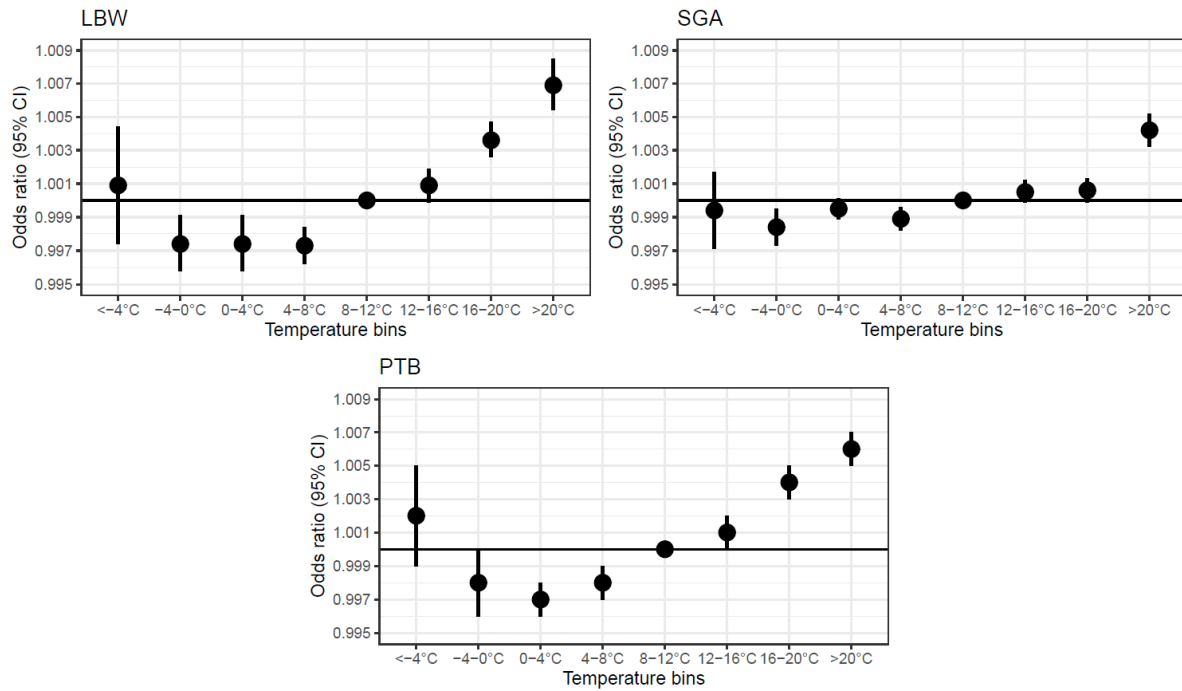 LBW
Odds ratio (95% CI)
1.009
1.007
1.005
1.003
1.001
0.999
0.997
0.995
<−4°C −4−0°C 0−4°C 4−8°C 8−12°C 12−16°C 16−20°C >20°C
Temperature bins
SGA
Odds ratio (95% CI)
1.009
1.007
1.005
1.003
1.001
0.999
0.997
0.995
<−4°C −4−0°C 0−4°C 4−8°C 8−12°C 12−16°C 16−20°C >20°C
Temperature bins
PTB
Odds ratio (95% CI)
1.009
1.007
1.005
1.003
1.001
0.999
0.997
0.995
<−4°C −4−0°C 0−4°C 4−8°C 8−12°C 12−16°C 16−20°C >20°C
Temperature bins